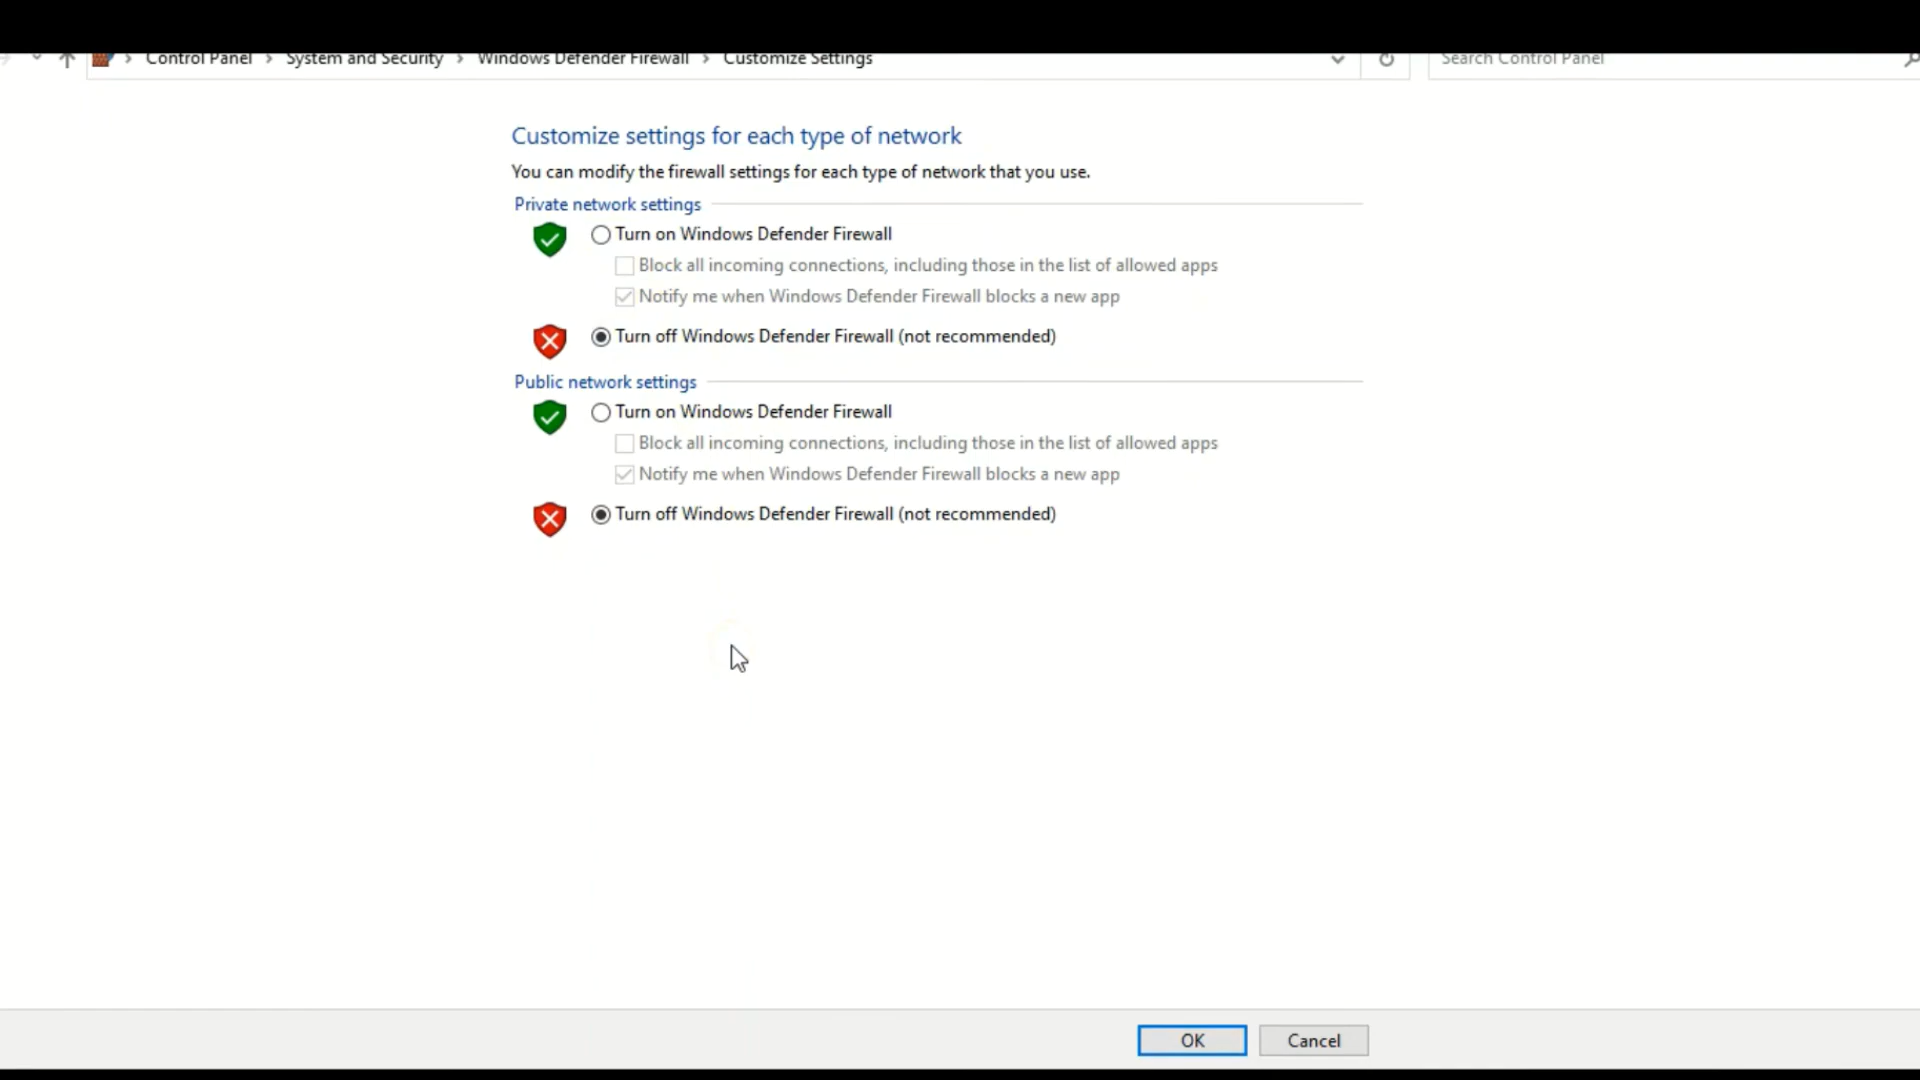 Control Panel > System and Security > Windows Defender Firewall > Customize Settings
Search Control Panel
Customize settings for each type of network
You can modify the firewall settings for each type of network that you use.
Private network settings
Turn on Windows Defender Firewall
Block all incoming connections, including those in the list of allowed apps
Notify me when Windows Defender Firewall blocks a new app
Turn off Windows Defender Firewall (not recommended)
Public network settings
Turn on Windows Defender Firewall
Block all incoming connections, including those in the list of allowed apps
Notify me when Windows Defender Firewall blocks a new app
Turn off Windows Defender Firewall (not recommended)
OK
Cancel